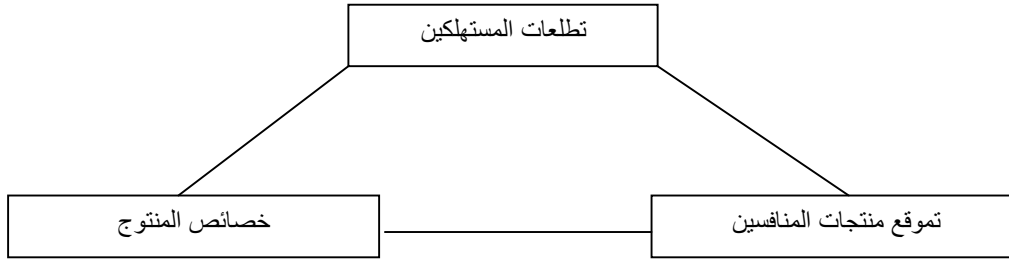 تطلعات المستهلكين
خصائص المنتوج
تموقع منتجات المنافسين